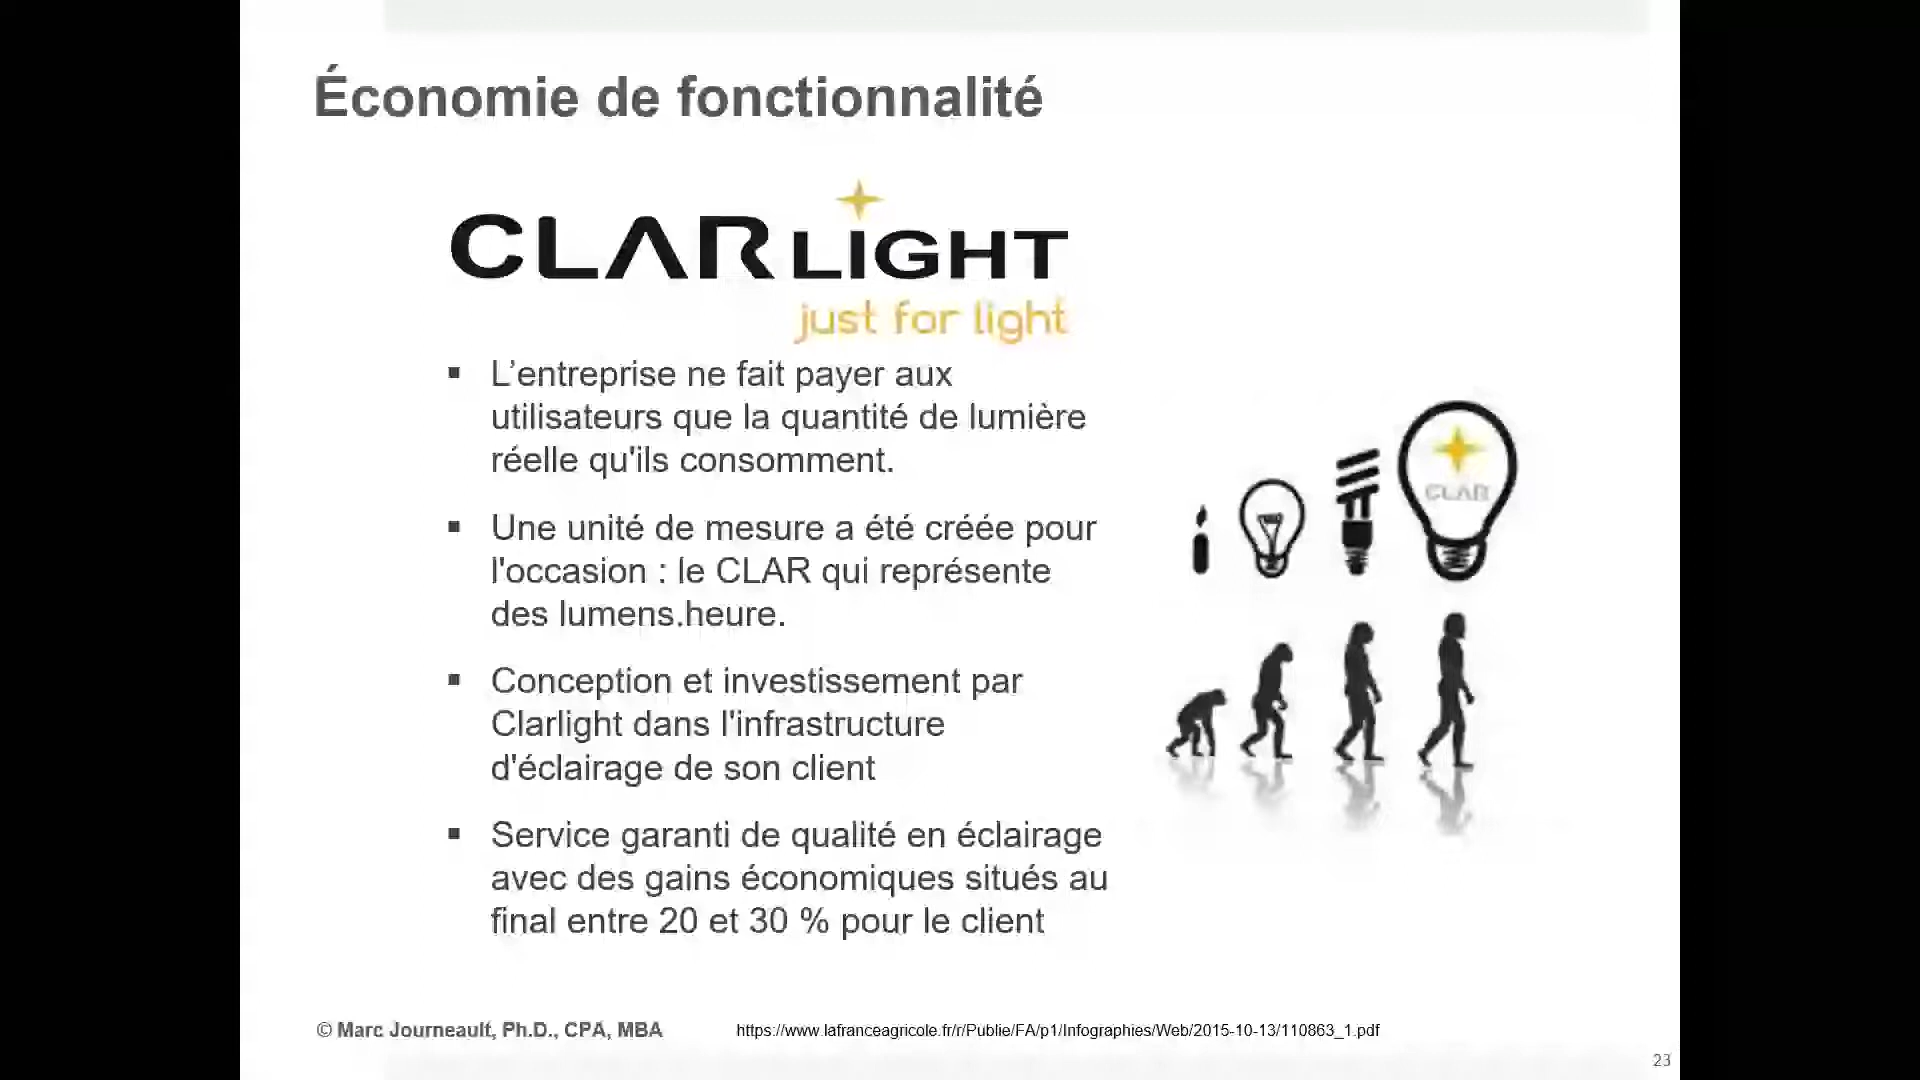 Économie de fonctionnalité
CLARLIGHT
just for light
▪ L’entreprise ne fait payer aux
utilisateurs que la quantité de lumière
réelle qu'ils consomment.
▪ Une unité de mesure a été créée pour
l'occasion : le CLAR qui représente
des lumens.heure.
▪ Conception et investissement par
Clarlight dans l'infrastructure
d'éclairage de son client
▪ Service garanti de qualité en éclairage
avec des gains économiques situés au
final entre 20 et 30 % pour le client
CLAR
© Marc Journeault, Ph.D., CPA, MBA
https://www.lafranceagricole.fr/r/Publie/FA/p1/Infographies/Web/2015-10-13/110863_1.pdf
23